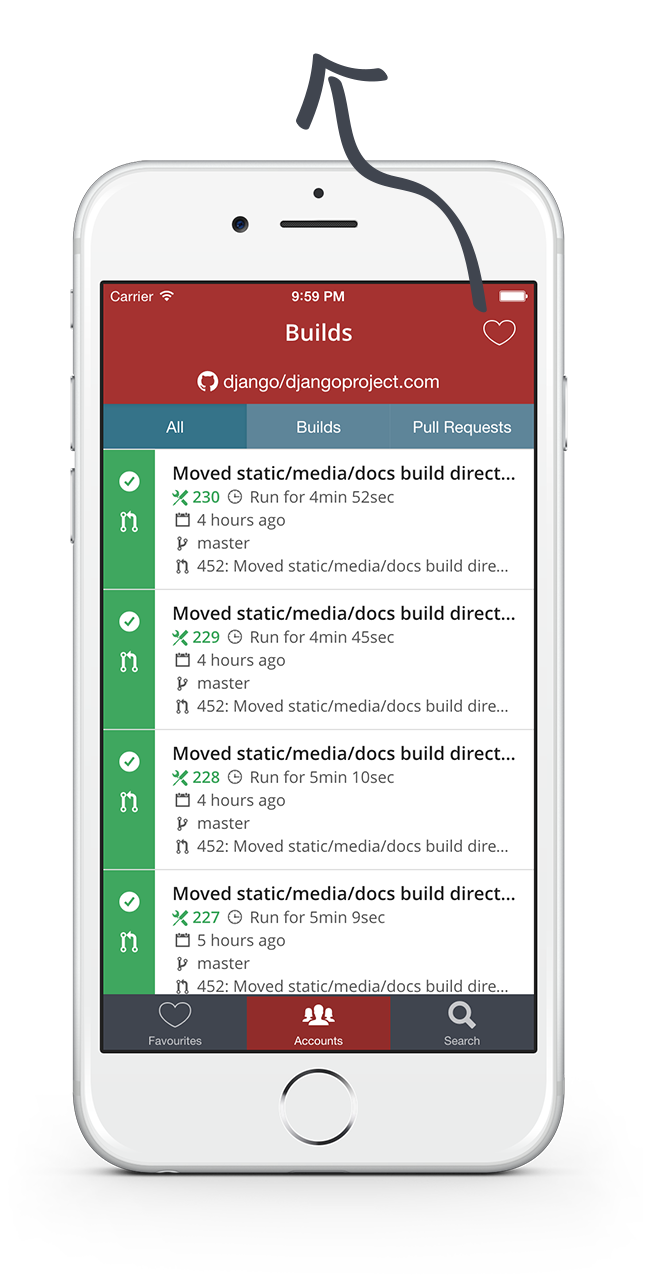 Carrier 9:59 PM
Builds
django/djangoproject.com
All Builds Pull Requests
Moved static/media/docs build direct...
230 Run for 4min 52sec
4 hours ago
master
452: Moved static/media/docs build dire...
Moved static/media/docs build direct...
229 Run for 4min 45sec
4 hours ago
master
452: Moved static/media/docs build dire...
Moved static/media/docs build direct...
228 Run for 5min 10sec
4 hours ago
master
452: Moved static/media/docs build dire...
Moved static/media/docs build direct...
227 Run for 5min 9sec
5 hours ago
master
452: Moved static/media/docs build dire...
Favourites Accounts Search